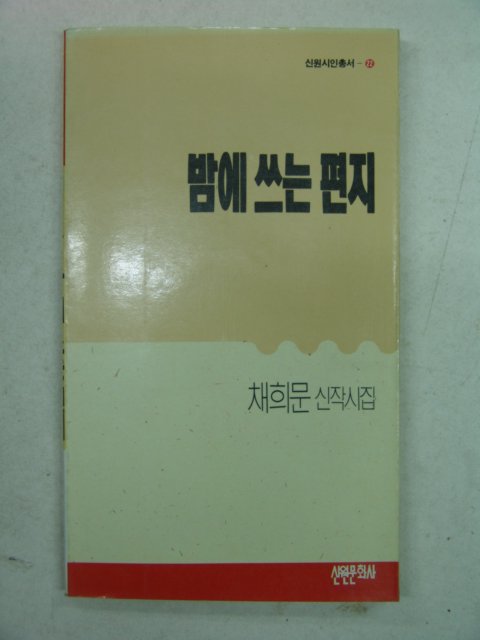 신원시인총서-22
밤에 쓰는 편지
채희문 신작시집
신원문화사